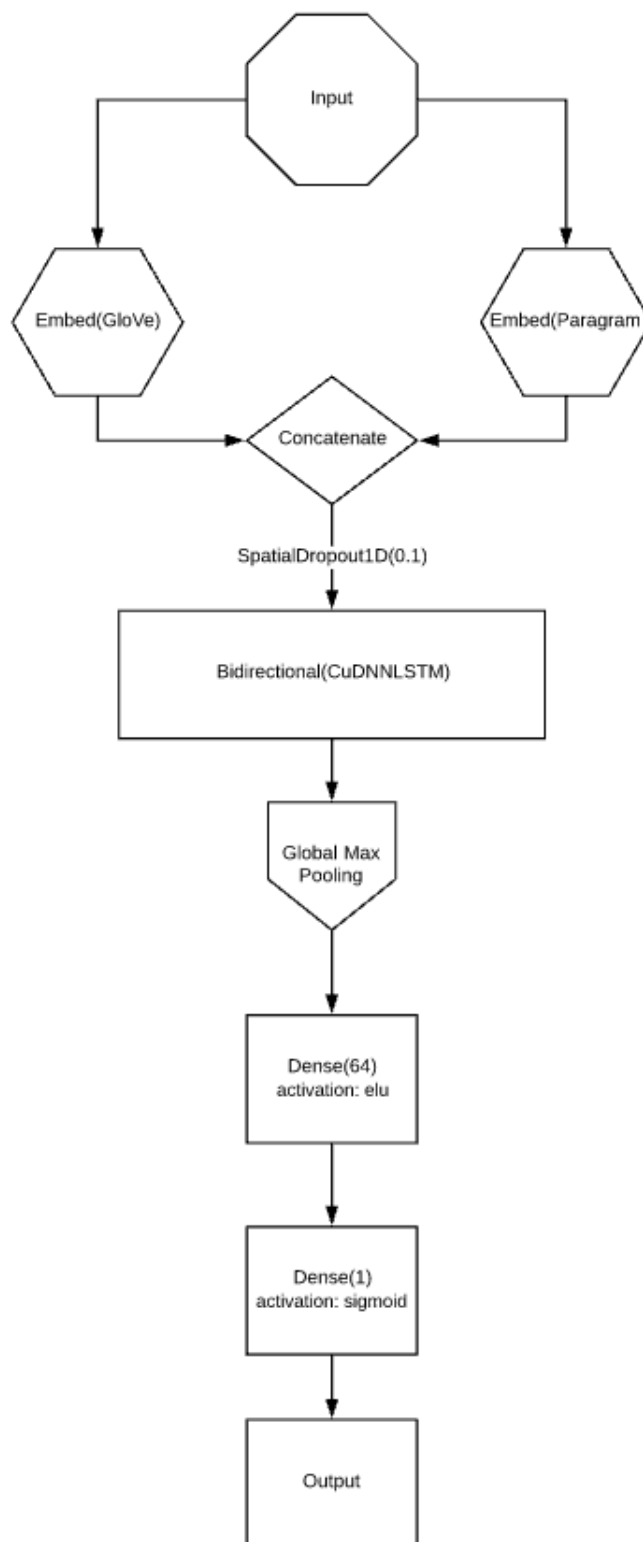 Input
Embed(GloVe)
Embed(Paragram
Concatenate
SpatialDropout1D(0.1)
Bidirectional(CuDNNLSTM)
Global Max
Pooling
Dense(64)
activation: elu
Dense(1)
activation: sigmoid
Output